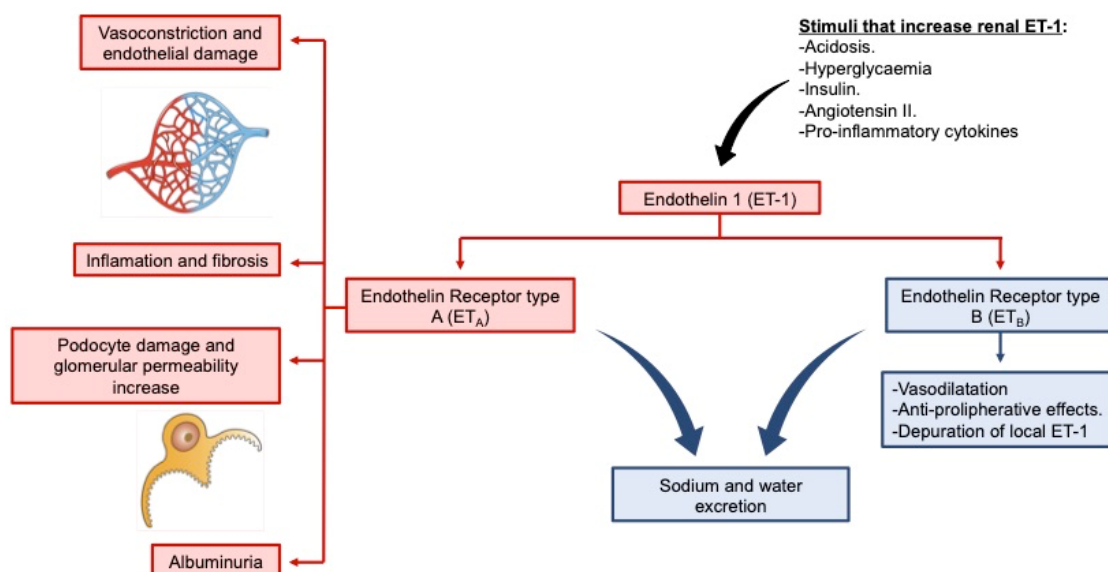 Vasoconstriction and
endothelial damage
Inflamation and fibrosis
Podocyte damage and
glomerular permeability
increase
Albuminuria
Stimuli that increase renal ET-1:
-Acidosis.
-Hyperglycaemia
-Insulin.
-Angiotensin II.
-Pro-inflammatory cytokines
Endothelin 1 (ET-1)
Endothelin Receptor type
A (ETA)
Endothelin Receptor type
B (ETB)
-Vasodilatation
-Anti-prolipherative effects.
-Depuration of local ET-1
Sodium and water
excretion